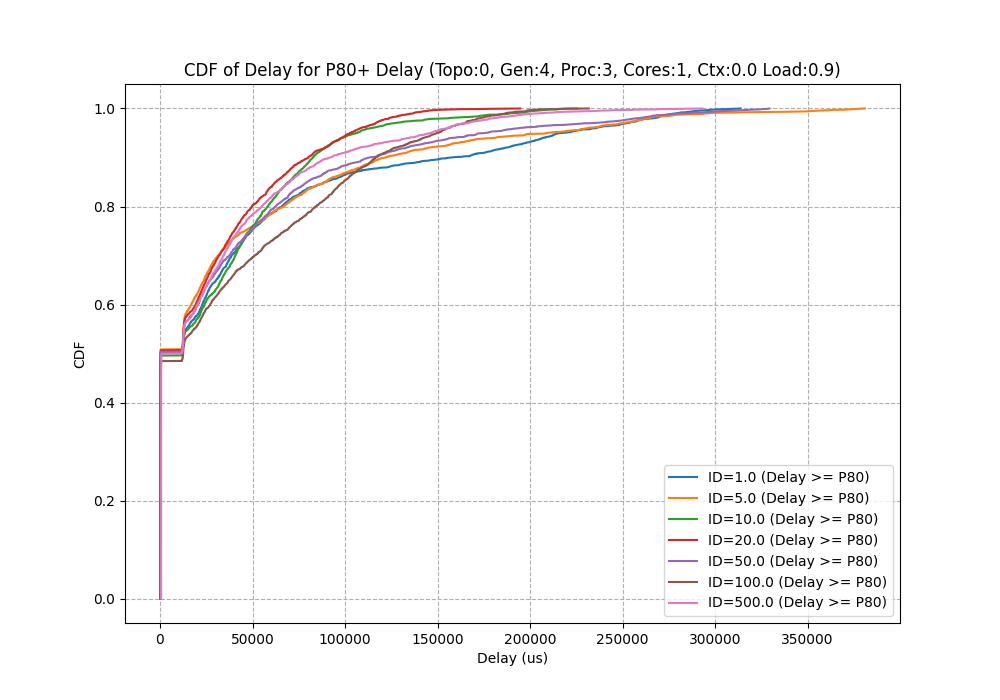 CDF of Delay for P80+ Delay (Topo:0, Gen:4, Proc:3, Cores:1, Ctx:0.0 Load:0.9)
1.0
0.8
0.6
0.4
0.2
0.0
CDF
ID=1.0 (Delay >= P80)
ID=5.0 (Delay >= P80)
ID=10.0 (Delay >= P80)
ID=20.0 (Delay >= P80)
ID=50.0 (Delay >= P80)
ID=100.0 (Delay >= P80)
ID=500.0 (Delay >= P80)
0 50000 100000 150000 200000 250000 300000 350000
Delay (us)